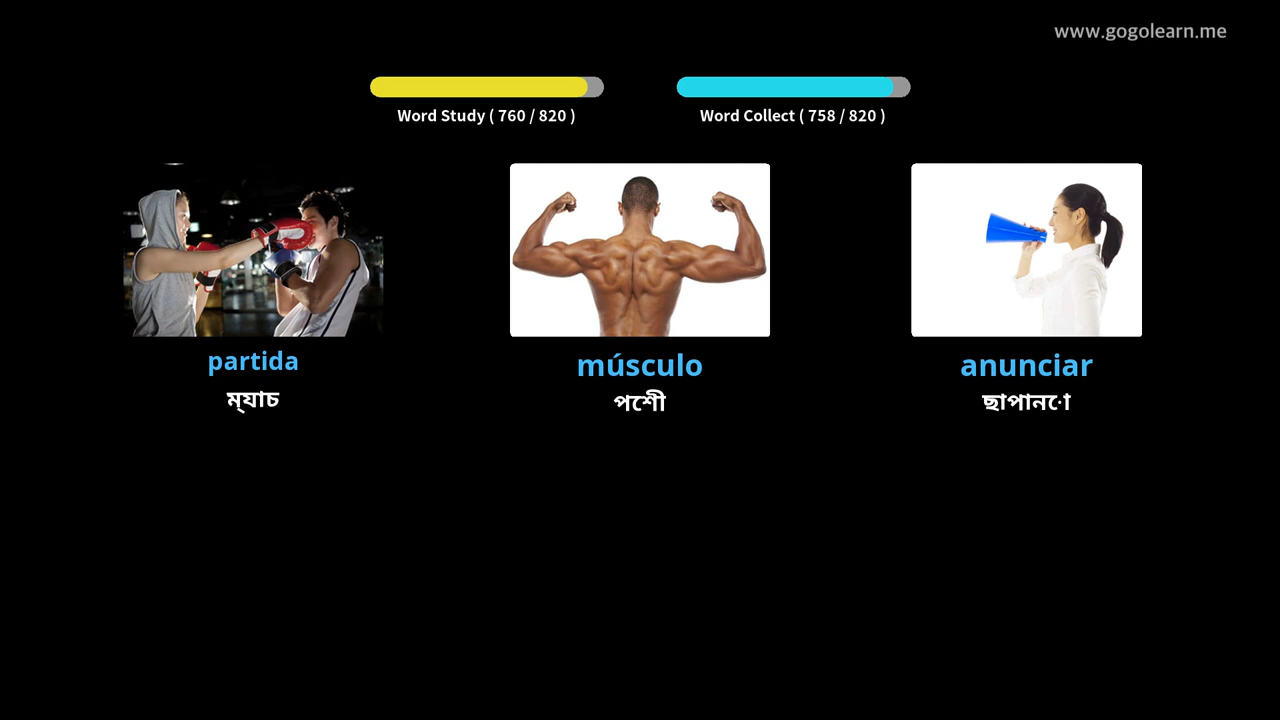 www.gogolearn.me
Word Study ( 760 / 820 )
Word Collect ( 758 / 820 )
partida
ম্যাচ
músculo
পেশী
anunciar
ছাপানো